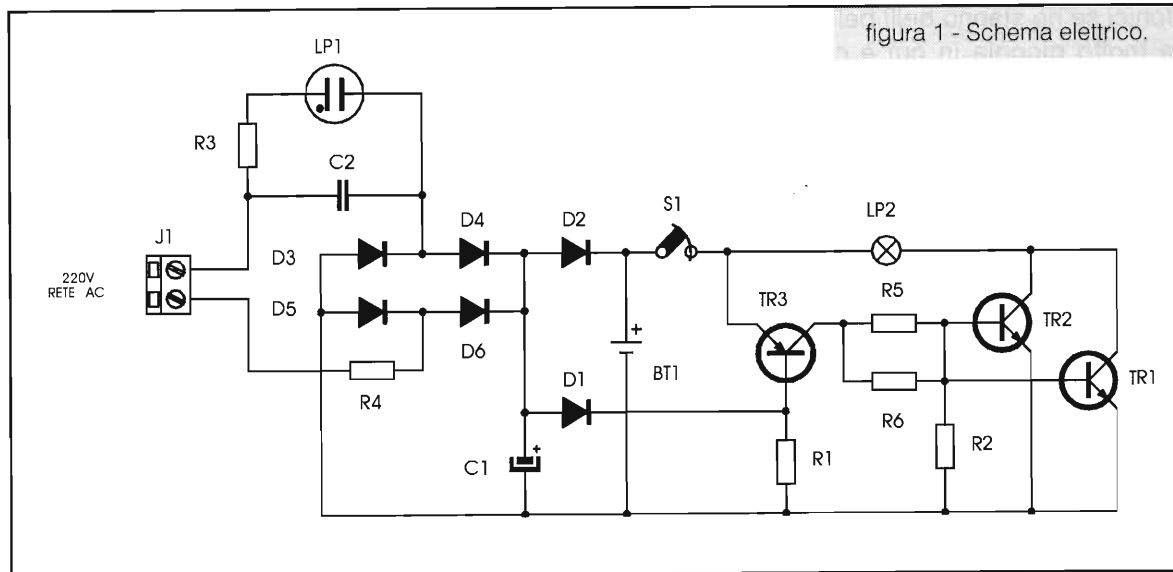 figura 1 - Schema elettrico.
LP1
R3
C2
J1
220V
RETE AC
D3
D4
D2
S1
LP2
D5
D6
R4
D1
C1
BT1
TR3
R5
R6
R1
R2
TR2
TR1
+
+